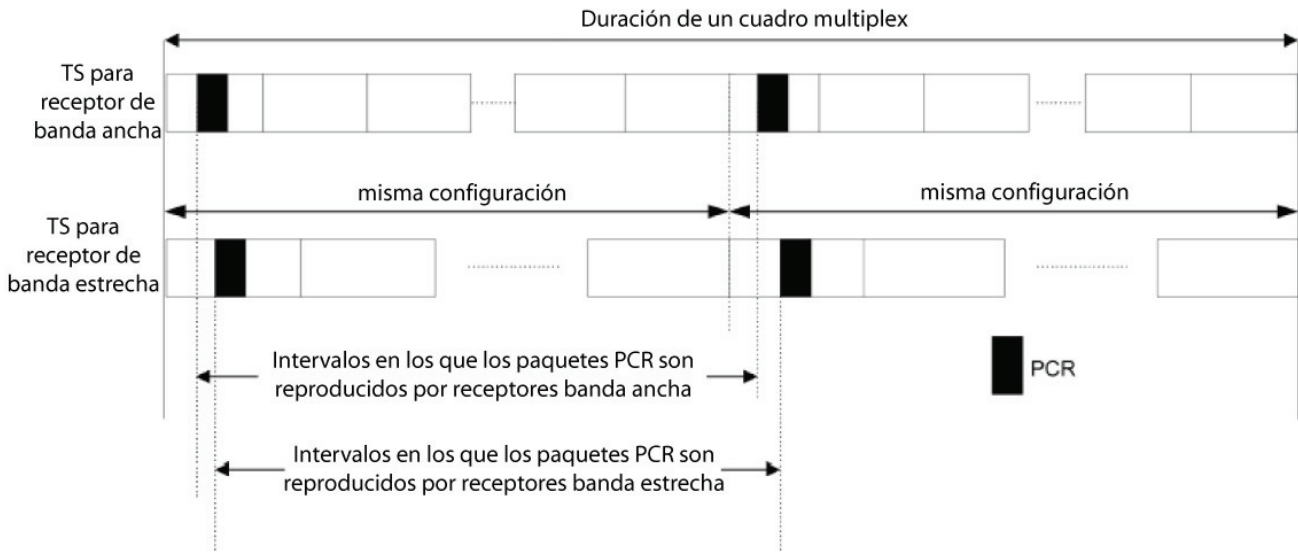 Duración de un cuadro multiplex
TS para
receptor de
banda ancha
misma configuración
misma configuración
TS para
receptor de
banda estrecha
Intervalos en los que los paquetes PCR son
reproducidos por receptores banda ancha
PCR
Intervalos en los que los paquetes PCR son
reproducidos por receptores banda estrecha